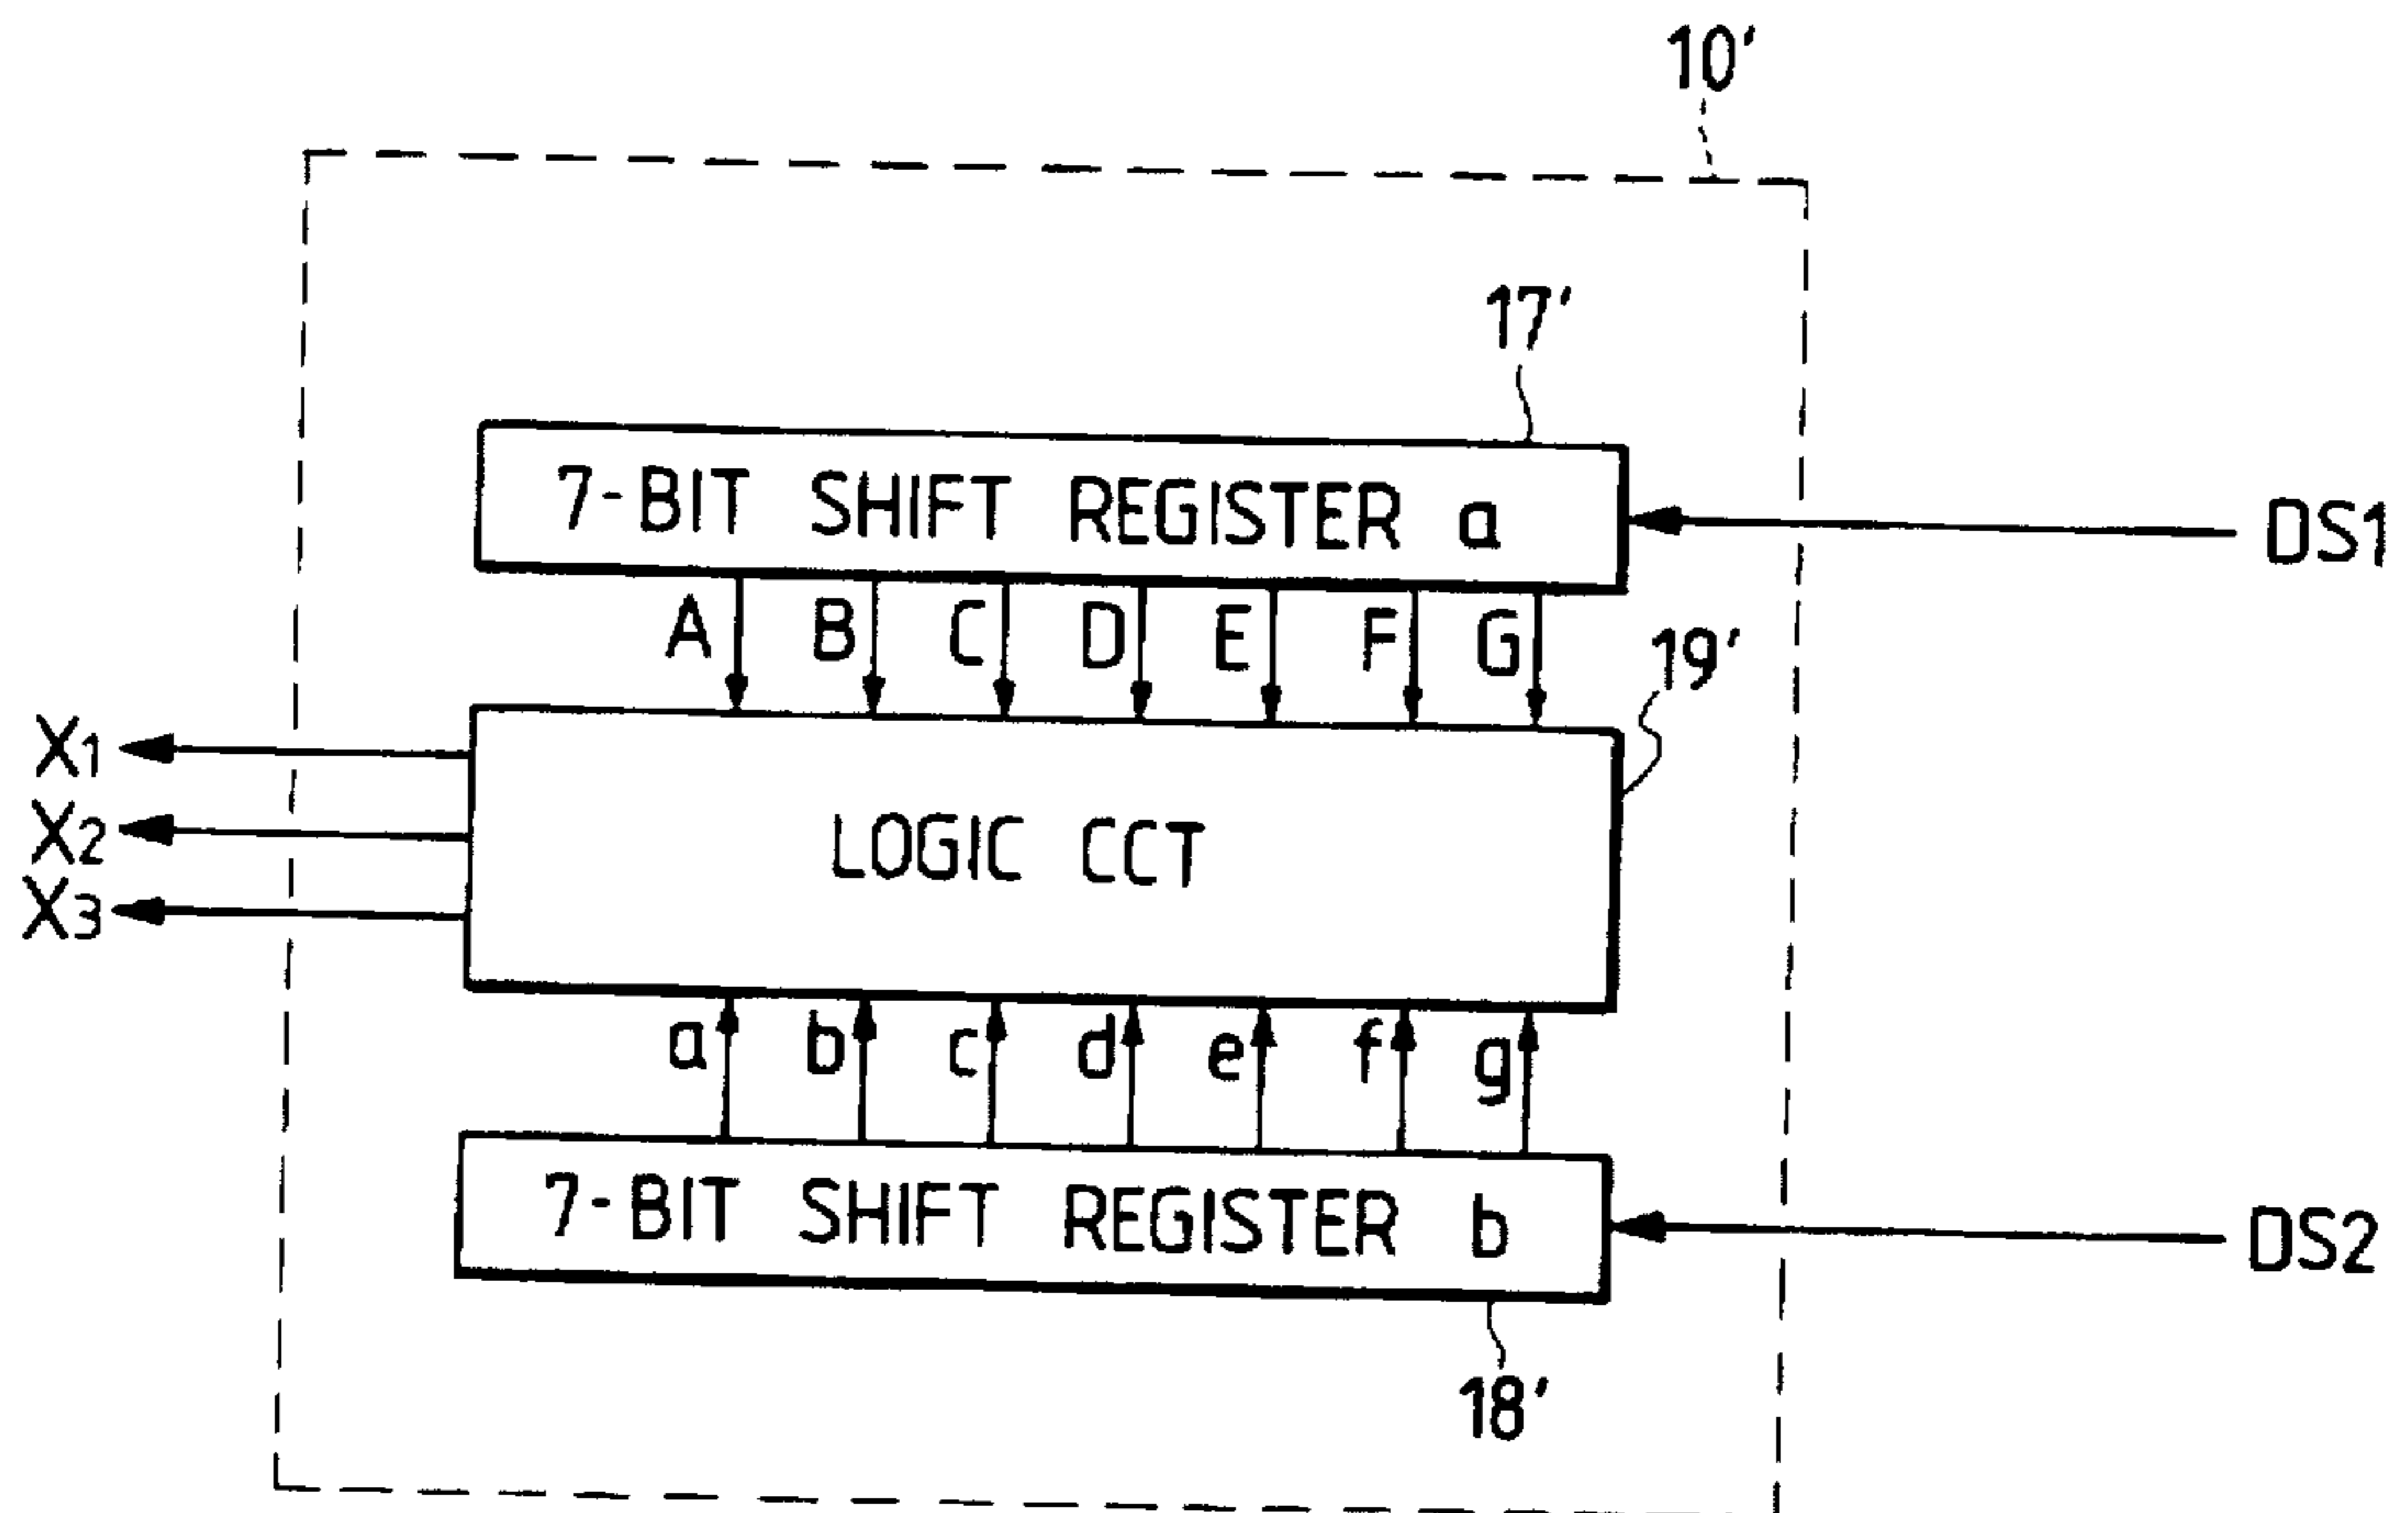 10'
17'
7-BIT SHIFT REGISTER a
DS1
A B C D E F G
19'
X1
X2
X3
LOGIC CCT
a b c d e f g
7-BIT SHIFT REGISTER b
DS2
18'